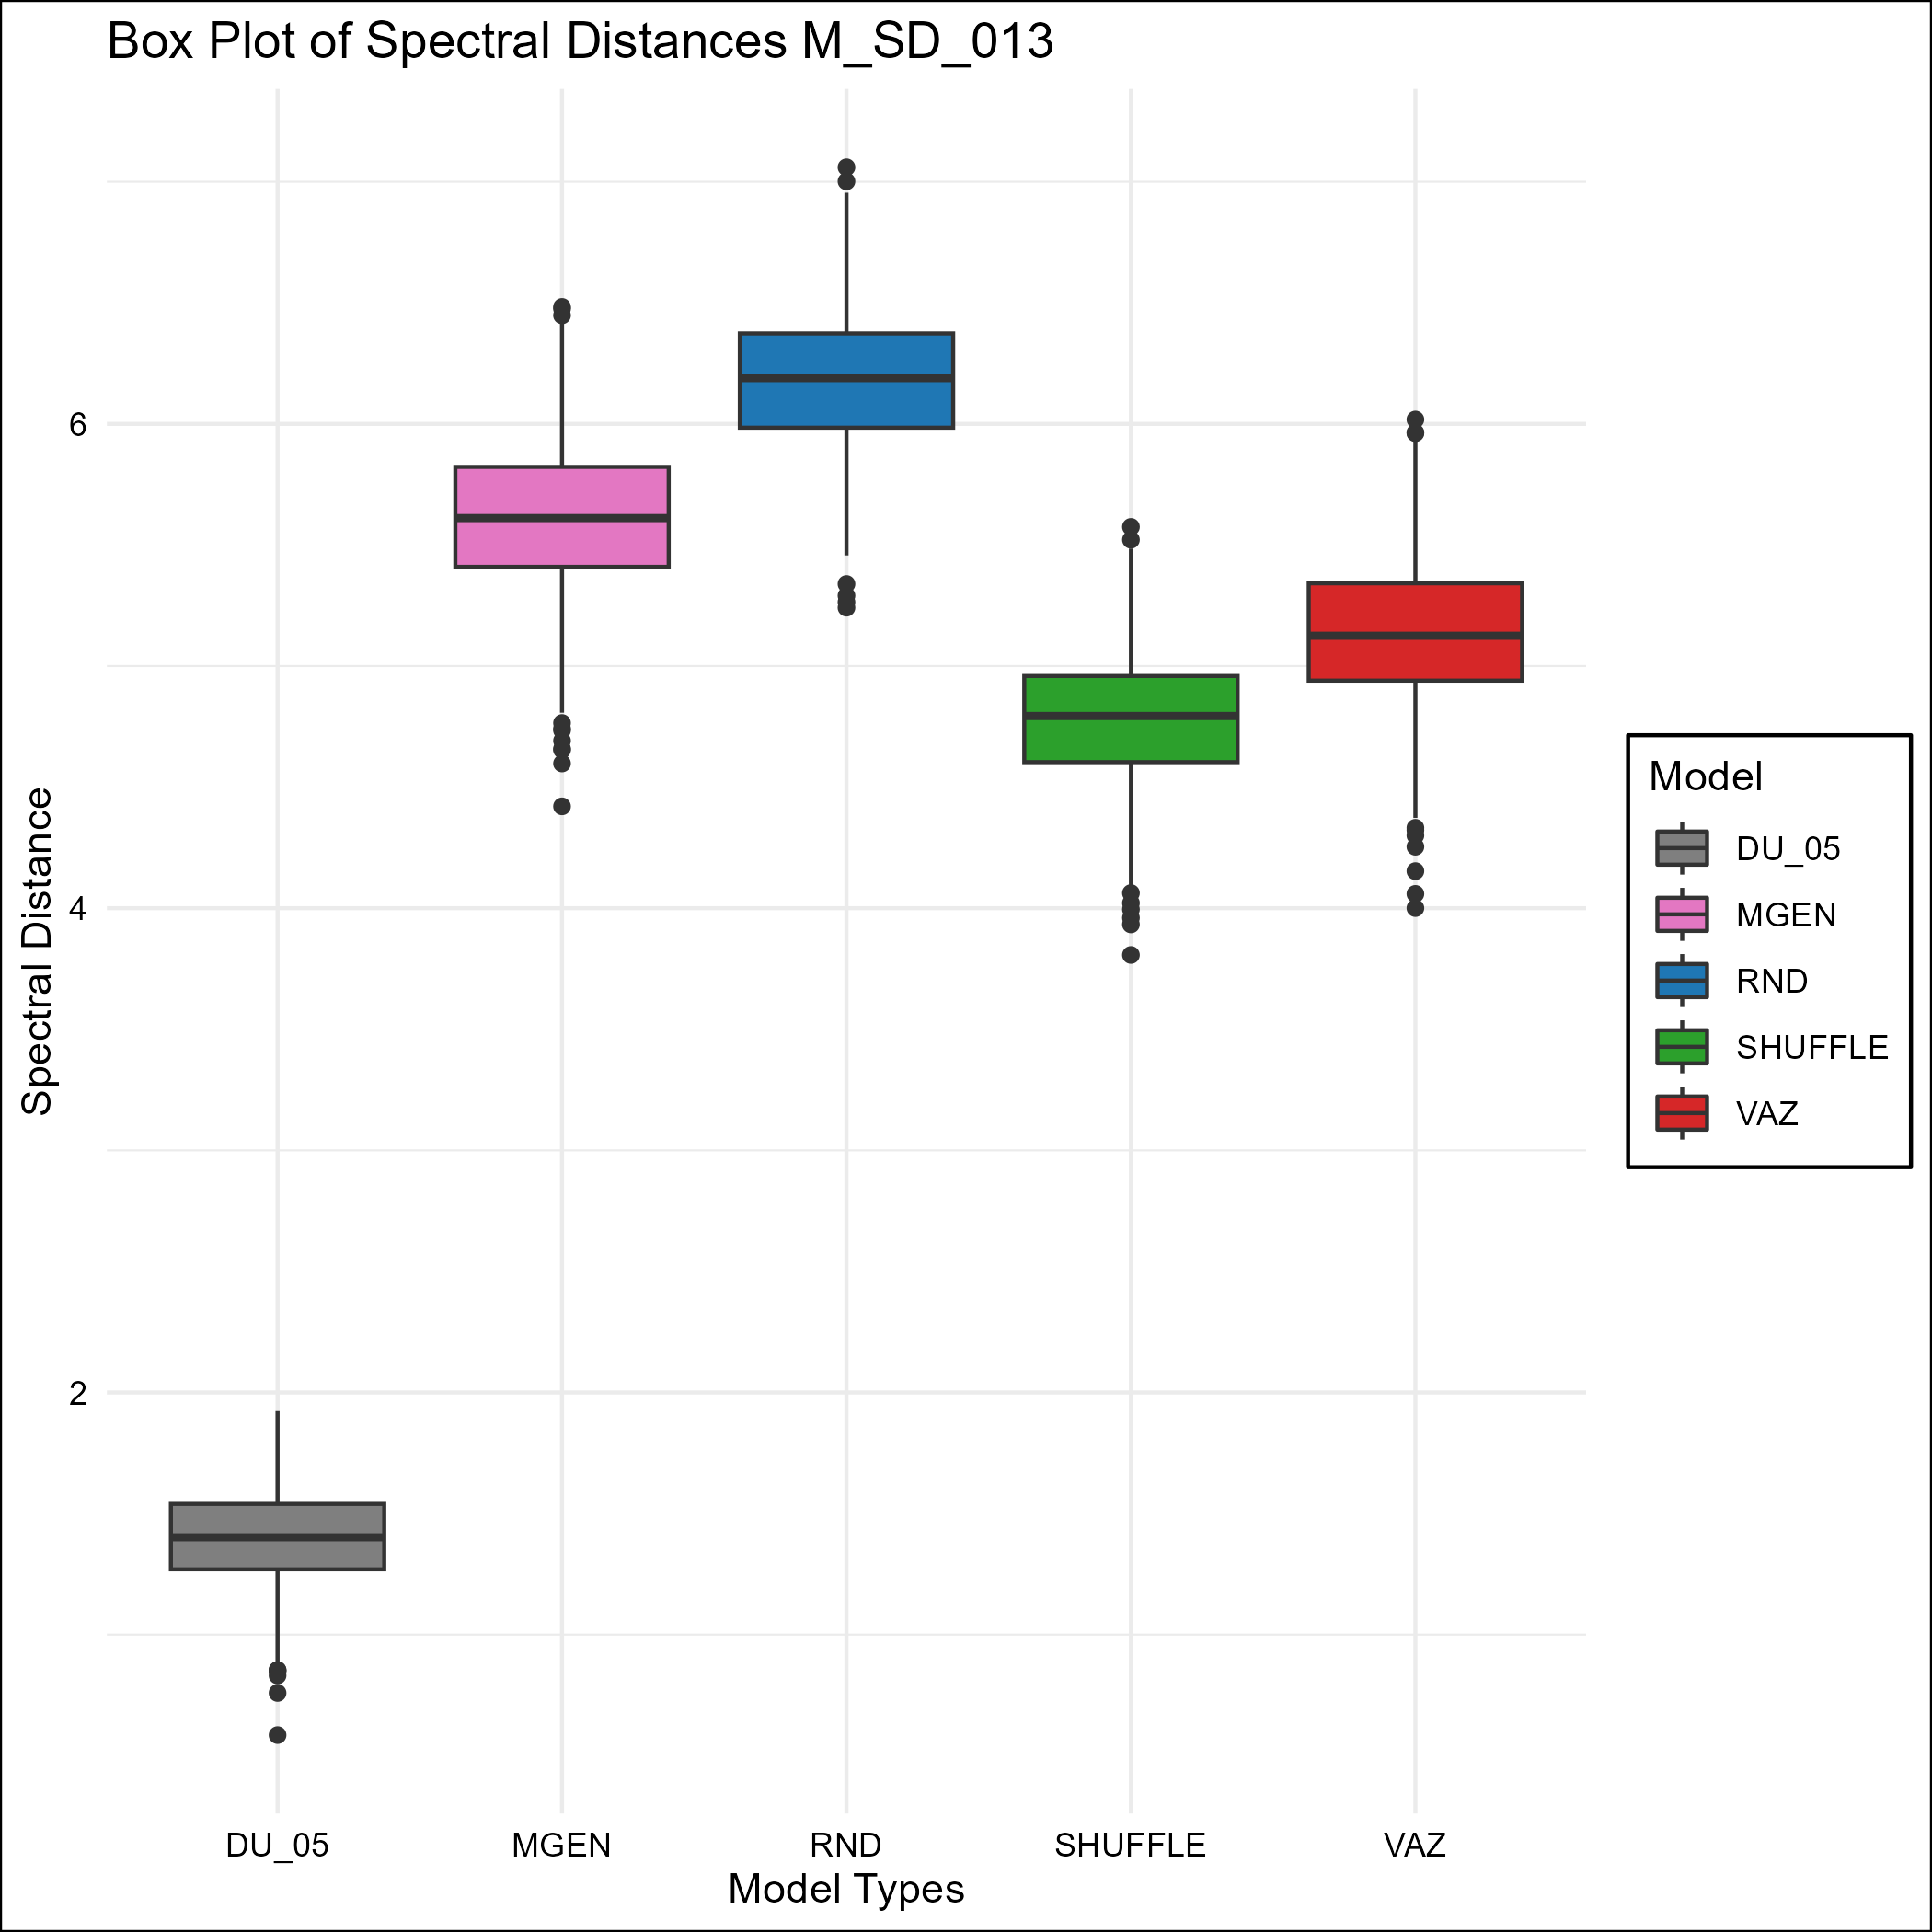 Box Plot of Spectral Distances M_SD_013
Spectral Distance
6
4
2
DU_05
MGEN
RND
SHUFFLE
VAZ
Model Types
Model
DU_05
MGEN
RND
SHUFFLE
VAZ